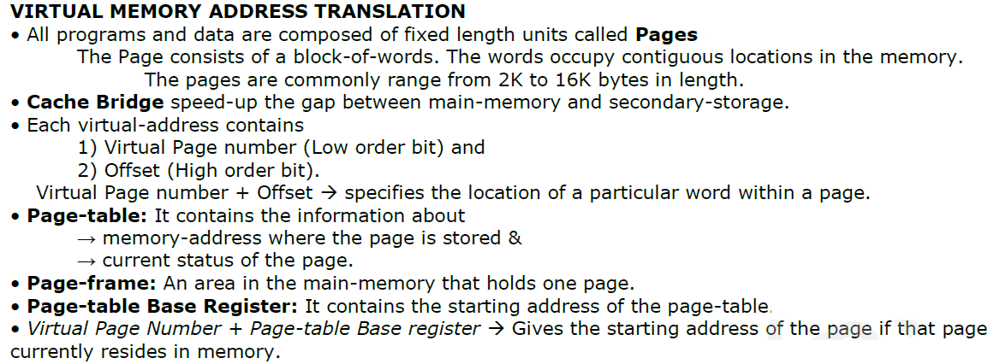 VIRTUAL MEMORY ADDRESS TRANSLATION
• All programs and data are composed of fixed length units called Pages
The Page consists of a block-of-words. The words occupy contiguous locations in the memory.
The pages are commonly range from 2K to 16K bytes in length.
• Cache Bridge speed-up the gap between main-memory and secondary-storage.
• Each virtual-address contains
1) Virtual Page number (Low order bit) and
2) Offset (High order bit).
Virtual Page number + Offset → specifies the location of a particular word within a page.
• Page-table: It contains the information about
→ memory-address where the page is stored &
→ current status of the page.
• Page-frame: An area in the main-memory that holds one page.
• Page-table Base Register: It contains the starting address of the page-table.
• Virtual Page Number + Page-table Base register → Gives the starting address of the page if that page
currently resides in memory.